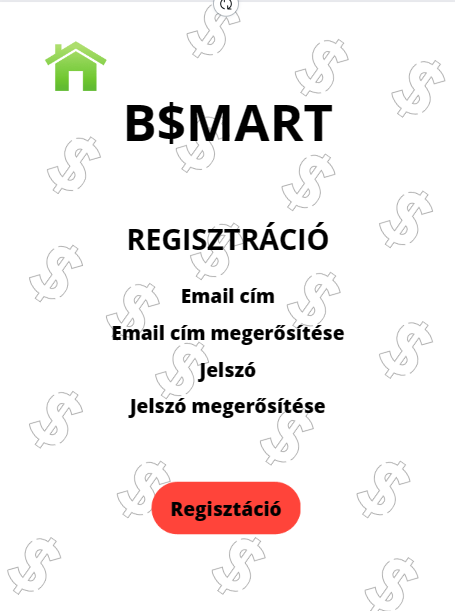 B$MART
REGISZTRÁCIÓ
Email cím
Email cím megerősítése
Jelszó
Jelszó megerősítése
Regisztáció